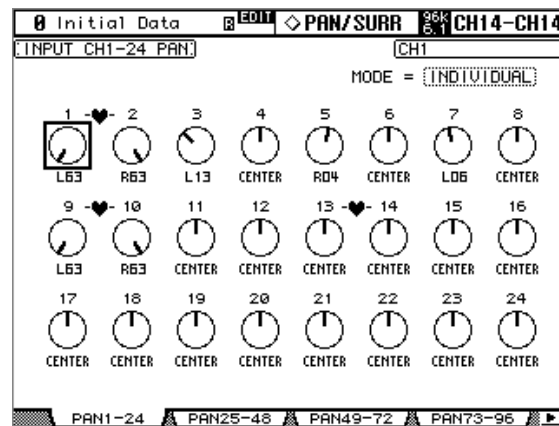 0 Initial Data R EDIT ◇PAN/SURR 96k 6.1 CH14-CH14
INPUT CH1-24 PAN CH1
MODE = INDIVIDUAL
1 -♥- 2 3 4 5 6 7 8
L63 R63 L13 CENTER R04 CENTER L06 CENTER
9 -♥- 10 11 12 13 -♥- 14 15 16
L63 R63 CENTER CENTER CENTER CENTER CENTER CENTER
17 18 19 20 21 22 23 24
CENTER CENTER CENTER CENTER CENTER CENTER CENTER CENTER
PAN1-24 PAN25-48 PAN49-72 PAN73-96